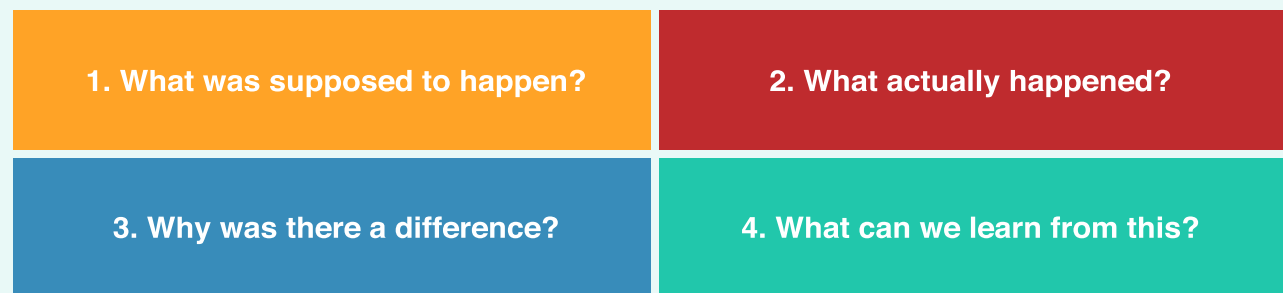 1. What was supposed to happen?
2. What actually happened?
3. Why was there a difference?
4. What can we learn from this?